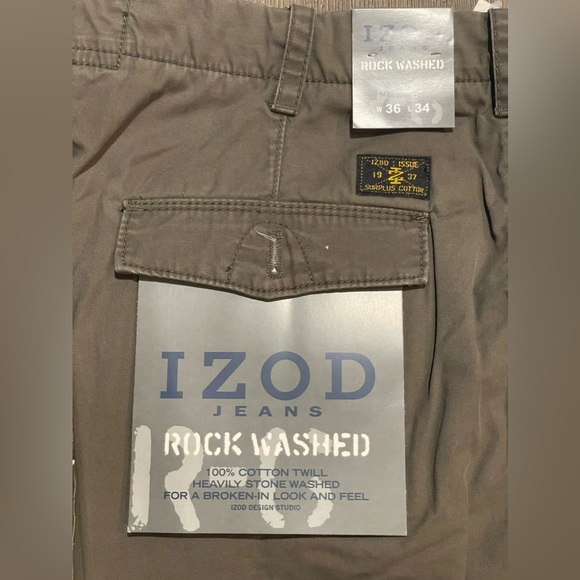 IZOD
JEANS
ROCK WASHED
W 36 L 34
IZOD ISSUE
19 37
SURPLUS COTTON
IZOD
JEANS
ROCK WASHED
100% COTTON TWILL
HEAVILY STONE WASHED
FOR A BROKEN-IN LOOK AND FEEL
IZOD DESIGN STUDIO